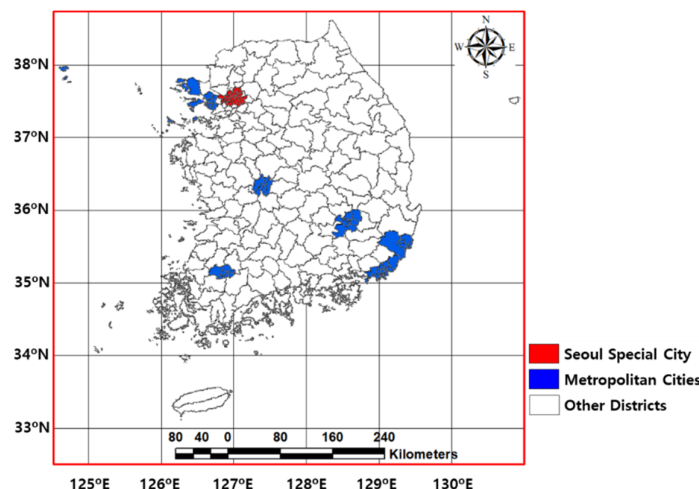 N
W E
S
38°N
37°N
36°N
35°N
34°N
33°N
Seoul Special City
Metropolitan Cities
Other Districts
80 40 0 80 160 240
Kilometers
125°E 126°E 127°E 128°E 129°E 130°E